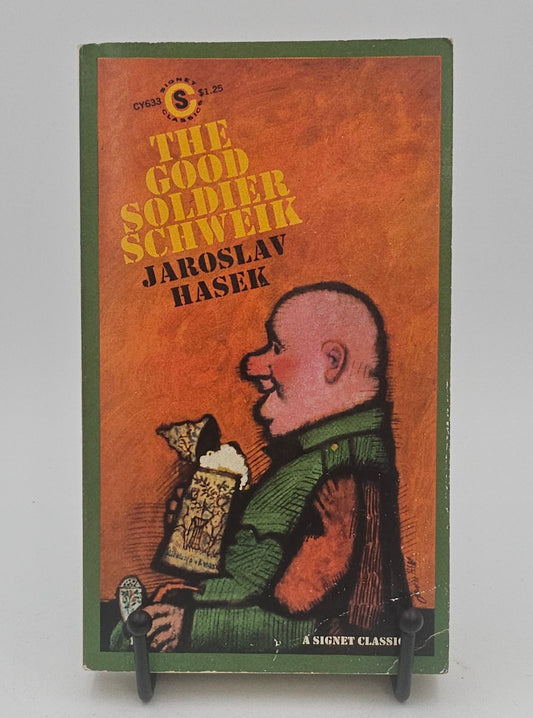 CY633
SIGNET
CLASSICS
S
$1.25
THE
GOOD
SOLDIER
SCHWEIK
JAROSLAV
HASEK
A SIGNET CLASSIC